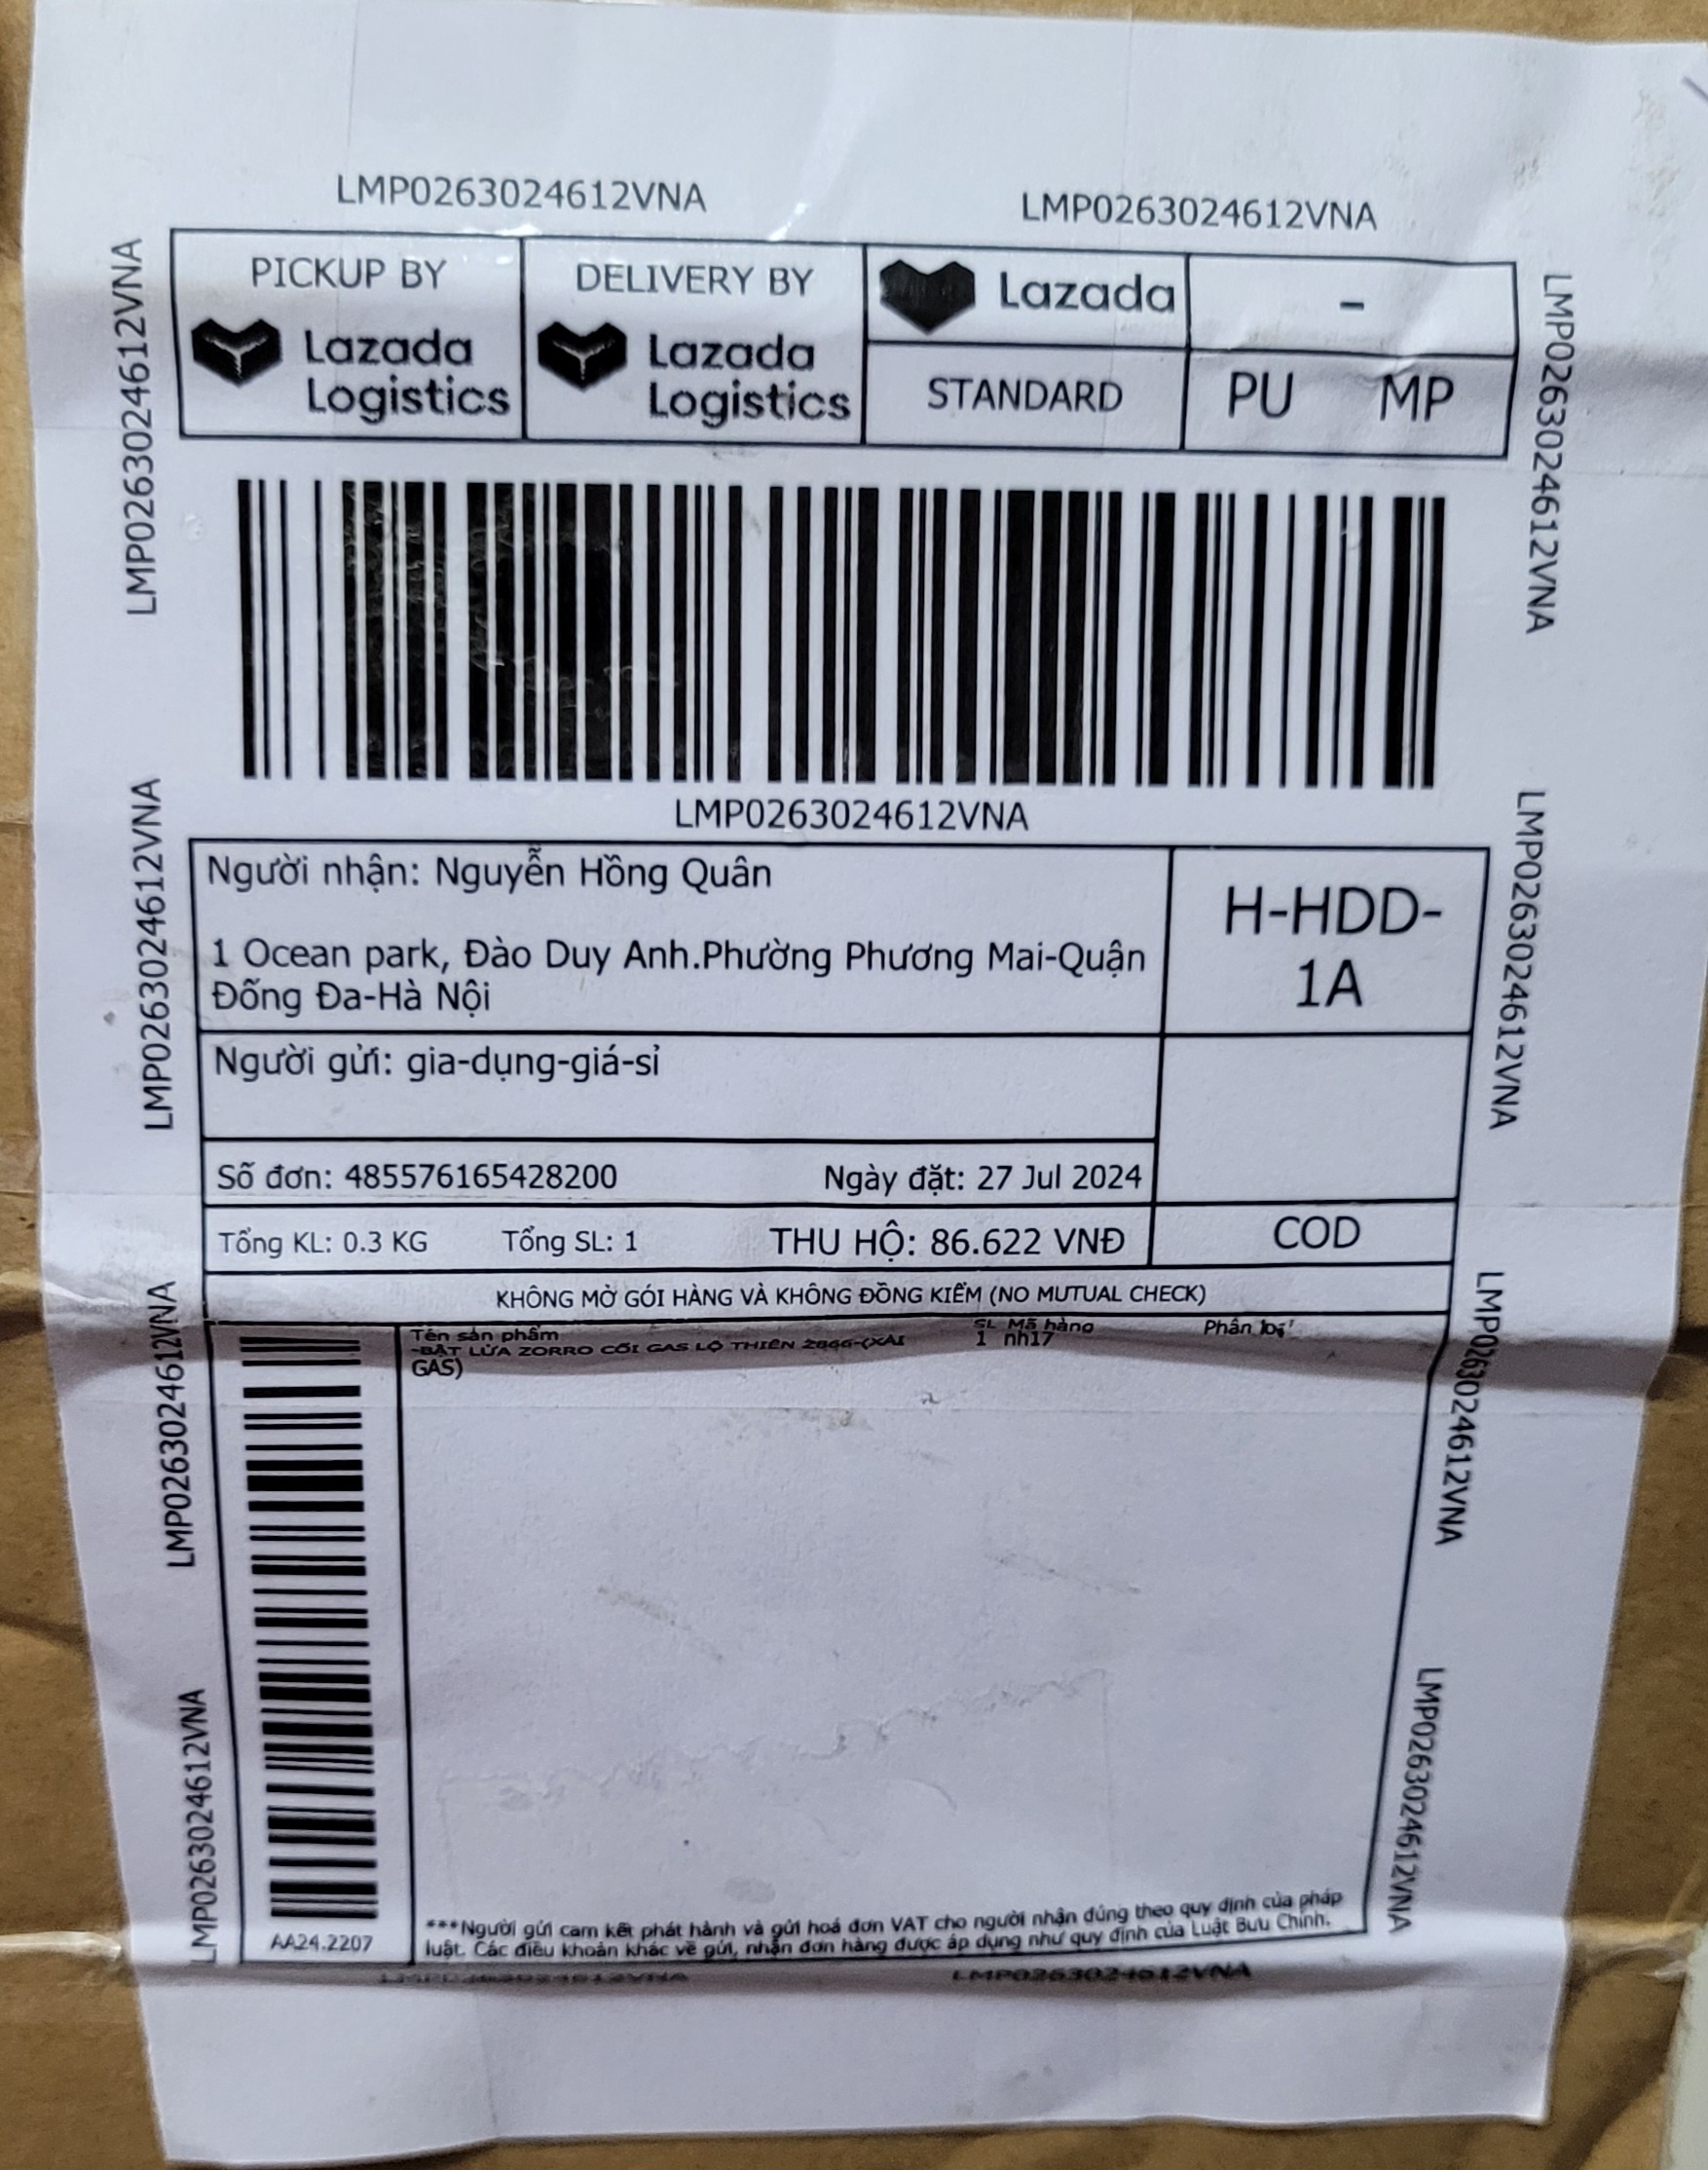 LMP0263024612VNA LMP0263024612VNA
PICKUP BY
Lazada
Logistics
DELIVERY BY
Lazada
Logistics
Lazada
-
STANDARD
PU MP
LMP0263024612VNA
Người nhận: Nguyễn Hồng Quân
1 Ocean park, Đào Duy Anh.Phường Phương Mai-Quận
Đống Đa-Hà Nội
H-HDD-
1A
Người gửi: gia-dụng-giá-sỉ
Số đơn: 485576165428200 Ngày đặt: 27 Jul 2024
Tổng KL: 0.3 KG Tổng SL: 1 THU HỘ: 86.622 VNĐ
COD
KHÔNG MỞ GÓI HÀNG VÀ KHÔNG ĐỒNG KIỂM (NO MUTUAL CHECK)
Tên sản phẩm SL Mã hàng Phân loại
-BẬT LỬA ZORRO CỐI GAS LỘ THIÊN (XÀI 1 nh17
GAS)
***Người gửi cam kết phát hành và gửi hoá đơn VAT cho người nhận đúng theo quy định của pháp
luật. Các điều khoản khác về gửi, nhận đơn hàng được áp dụng như quy định của Luật Bưu Chính.
AA24.2207
LMP0263024612VNA LMP0263024612VNA
LMP0263024612VNA
LMP0263024612VNA
LMP0263024612VNA
LMP0263024612VNA
LMP0263024612VNA
LMP0263024612VNA
LMP0263024612VNA
LMP0263024612VNA